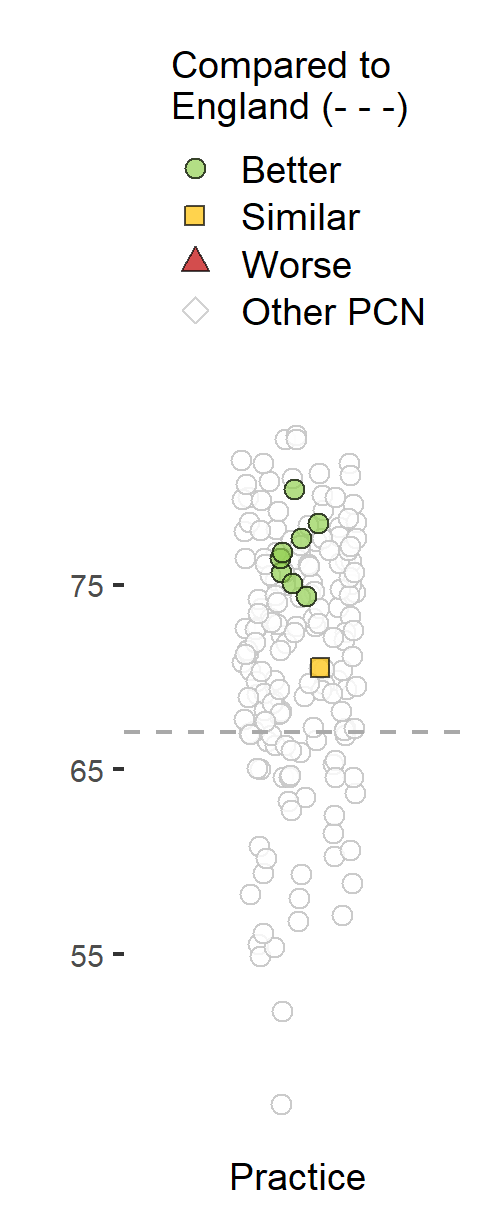 Compared to
England (- - -)
Better
Similar
Worse
Other PCN
75
65
55
Practice